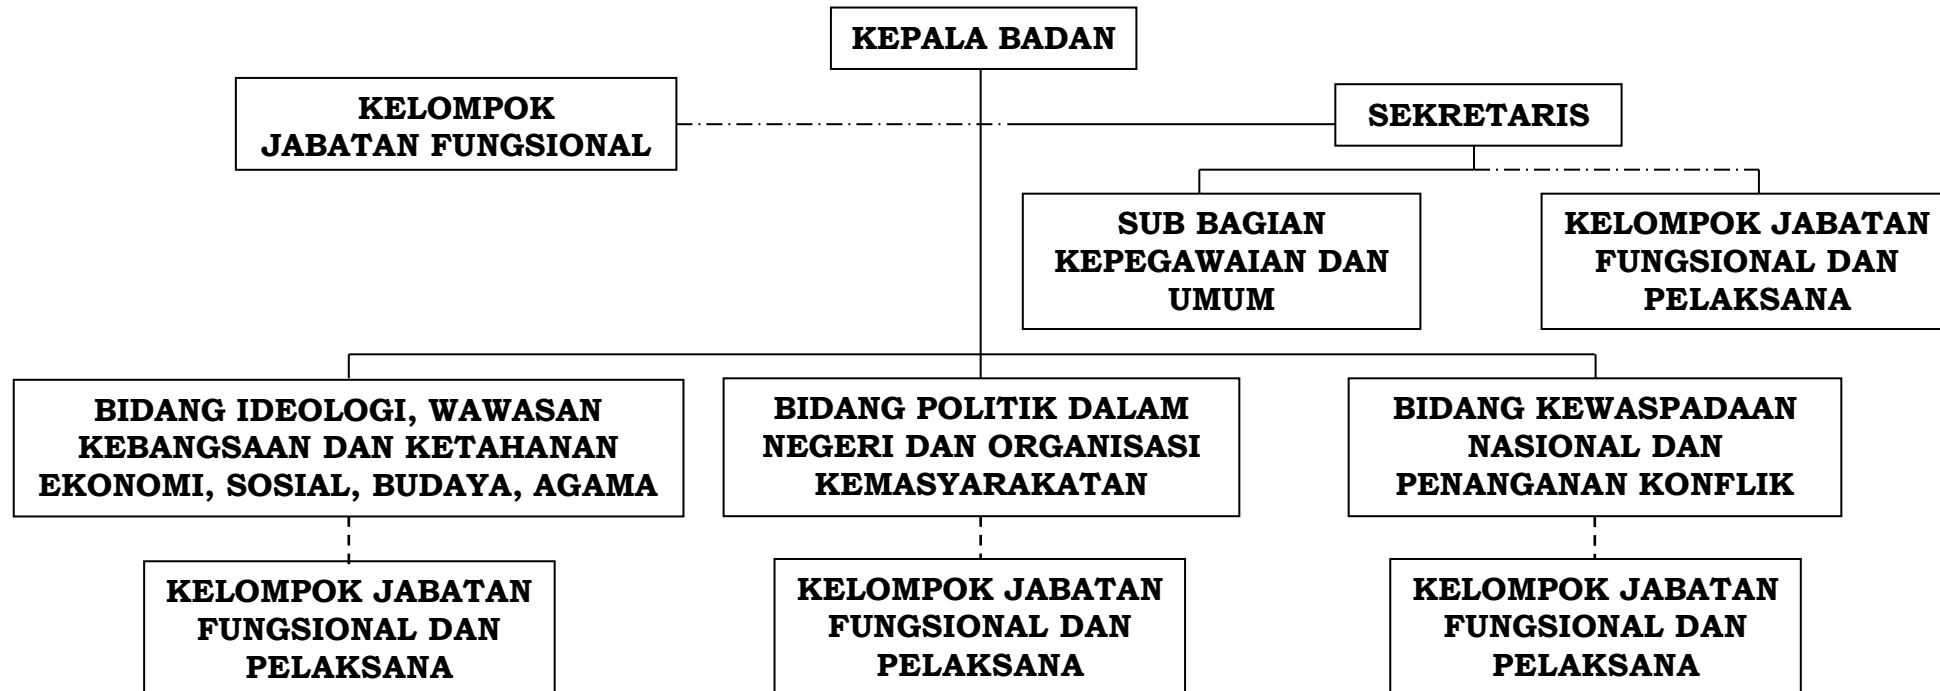 KEPALA BADAN
KELOMPOK
JABATAN FUNGSIONAL
SEKRETARIS
SUB BAGIAN
KEPEGAWAIAN DAN
UMUM
KELOMPOK JABATAN
FUNGSIONAL DAN
PELAKSANA
BIDANG IDEOLOGI, WAWASAN
KEBANGSAAN DAN KETAHANAN
EKONOMI, SOSIAL, BUDAYA, AGAMA
BIDANG POLITIK DALAM
NEGERI DAN ORGANISASI
KEMASYARAKATAN
BIDANG KEWASPADAAN
NASIONAL DAN
PENANGANAN KONFLIK
KELOMPOK JABATAN
FUNGSIONAL DAN
PELAKSANA
KELOMPOK JABATAN
FUNGSIONAL DAN
PELAKSANA
KELOMPOK JABATAN
FUNGSIONAL DAN
PELAKSANA